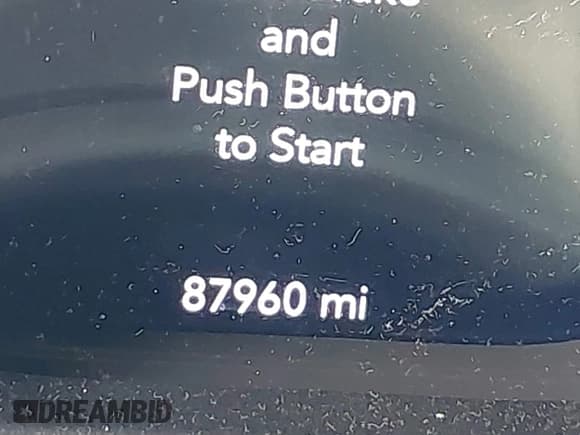 and
Push Button
to Start
87960 mi
DREAMBID